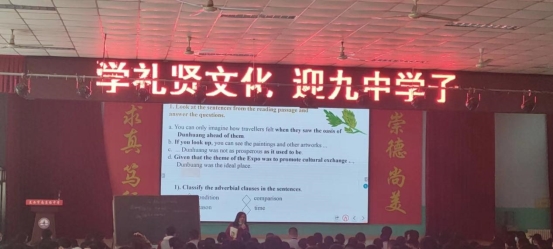 学礼贤文化, 迎九中学子
1. Look at the sentences from the reading passage and
answer the questions.
a. You can only imagine how travellers felt when they saw the oasis of
Dunhuang ahead of them.
b. If you look up, you can see the paintings and other artworks…
c. … Dunhuang was not as prosperous as it used to be.
d. Given that the theme of the Expo was to promote cultural exchange …
Dunhuang was the ideal place.
1). Classify the adverbial clauses in the sentences.
comparison
time
求真 笃
崇德 尚美